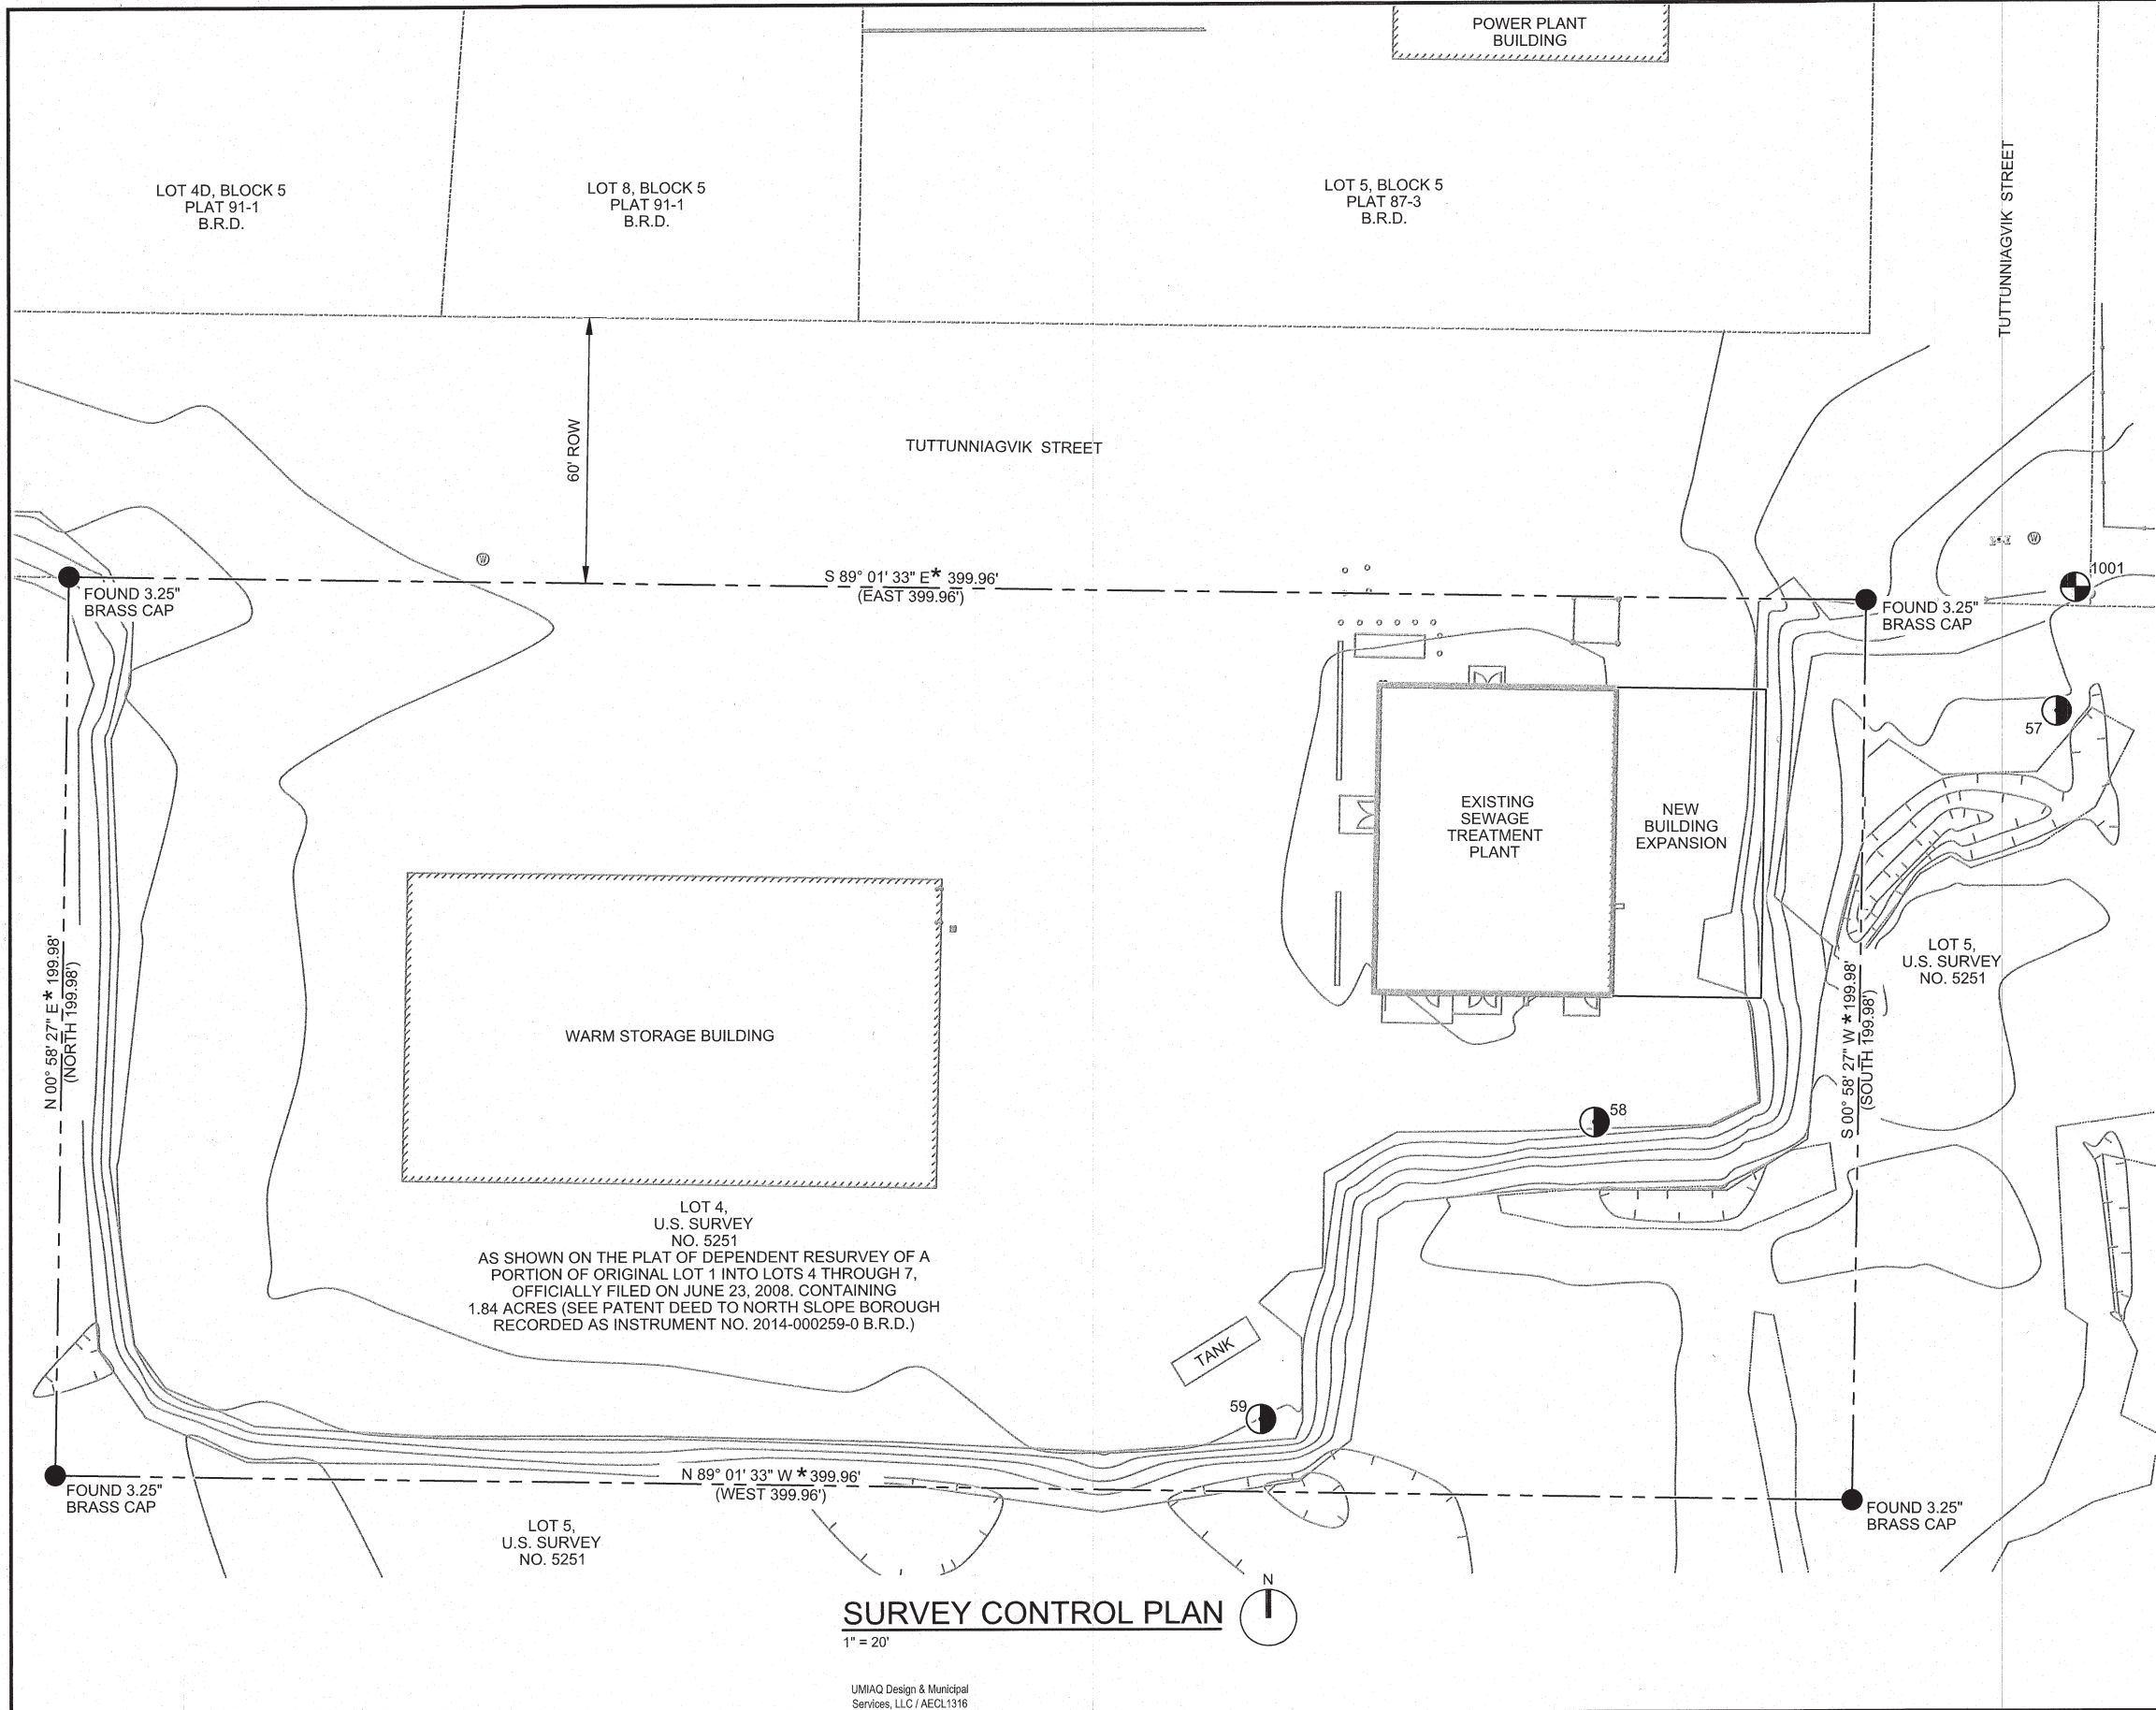 POWER PLANT
BUILDING
LOT 4D, BLOCK 5
PLAT 91-1
B.R.D.
LOT 8, BLOCK 5
PLAT 91-1
B.R.D.
LOT 5, BLOCK 5
PLAT 87-3
B.R.D.
TUTTUNNIAGVIK STREET
60' ROW
TUTTUNNIAGVIK STREET
W
W
1001
S 89° 01' 33" E* 399.96'
(EAST 399.96')
FOUND 3.25"
BRASS CAP
FOUND 3.25"
BRASS CAP
57
EXISTING
SEWAGE
TREATMENT
PLANT
NEW
BUILDING
EXPANSION
LOT 5,
U.S. SURVEY
NO. 5251
N 00° 58' 27" E* 199.98'
(NORTH 199.98')
WARM STORAGE BUILDING
S 00° 58' 27" W* 199.98'
(SOUTH 199.98')
58
LOT 4,
U.S. SURVEY
NO. 5251
AS SHOWN ON THE PLAT OF DEPENDENT RESURVEY OF A
PORTION OF ORIGINAL LOT 1 INTO LOTS 4 THROUGH 7,
OFFICIALLY FILED ON JUNE 23, 2008. CONTAINING
1.84 ACRES (SEE PATENT DEED TO NORTH SLOPE BOROUGH
RECORDED AS INSTRUMENT NO. 2014-000259-0 B.R.D.)
TANK
59
N 89° 01' 33" W* 399.96'
(WEST 399.96')
FOUND 3.25"
BRASS CAP
FOUND 3.25"
BRASS CAP
LOT 5,
U.S. SURVEY
NO. 5251
N
SURVEY CONTROL PLAN
1" = 20'
UMIAQ Design & Municipal
Services, LLC / AECL1316